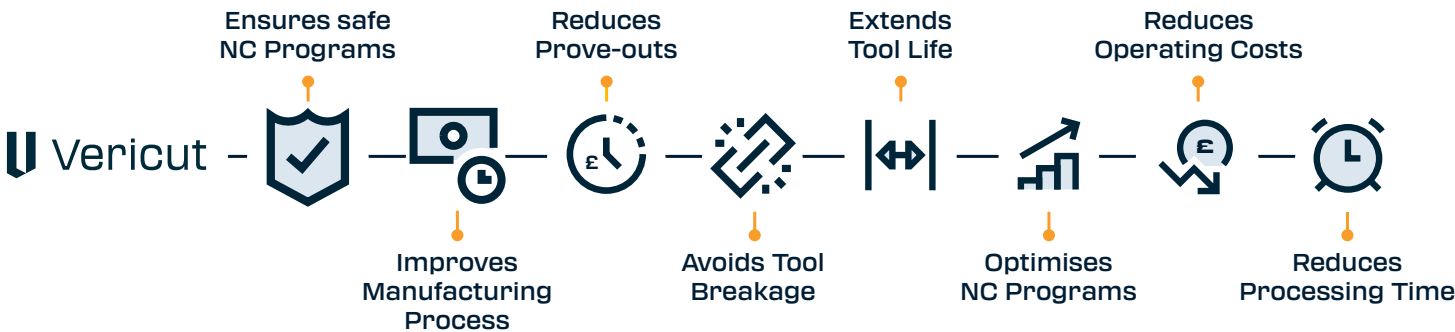 Vericut
Ensures safe
NC Programs
Improves
Manufacturing
Process
£
Reduces
Prove-outs
Avoids Tool
Breakage
Extends
Tool Life
Optimises
NC Programs
£
Reduces
Operating Costs
Reduces
Processing Time